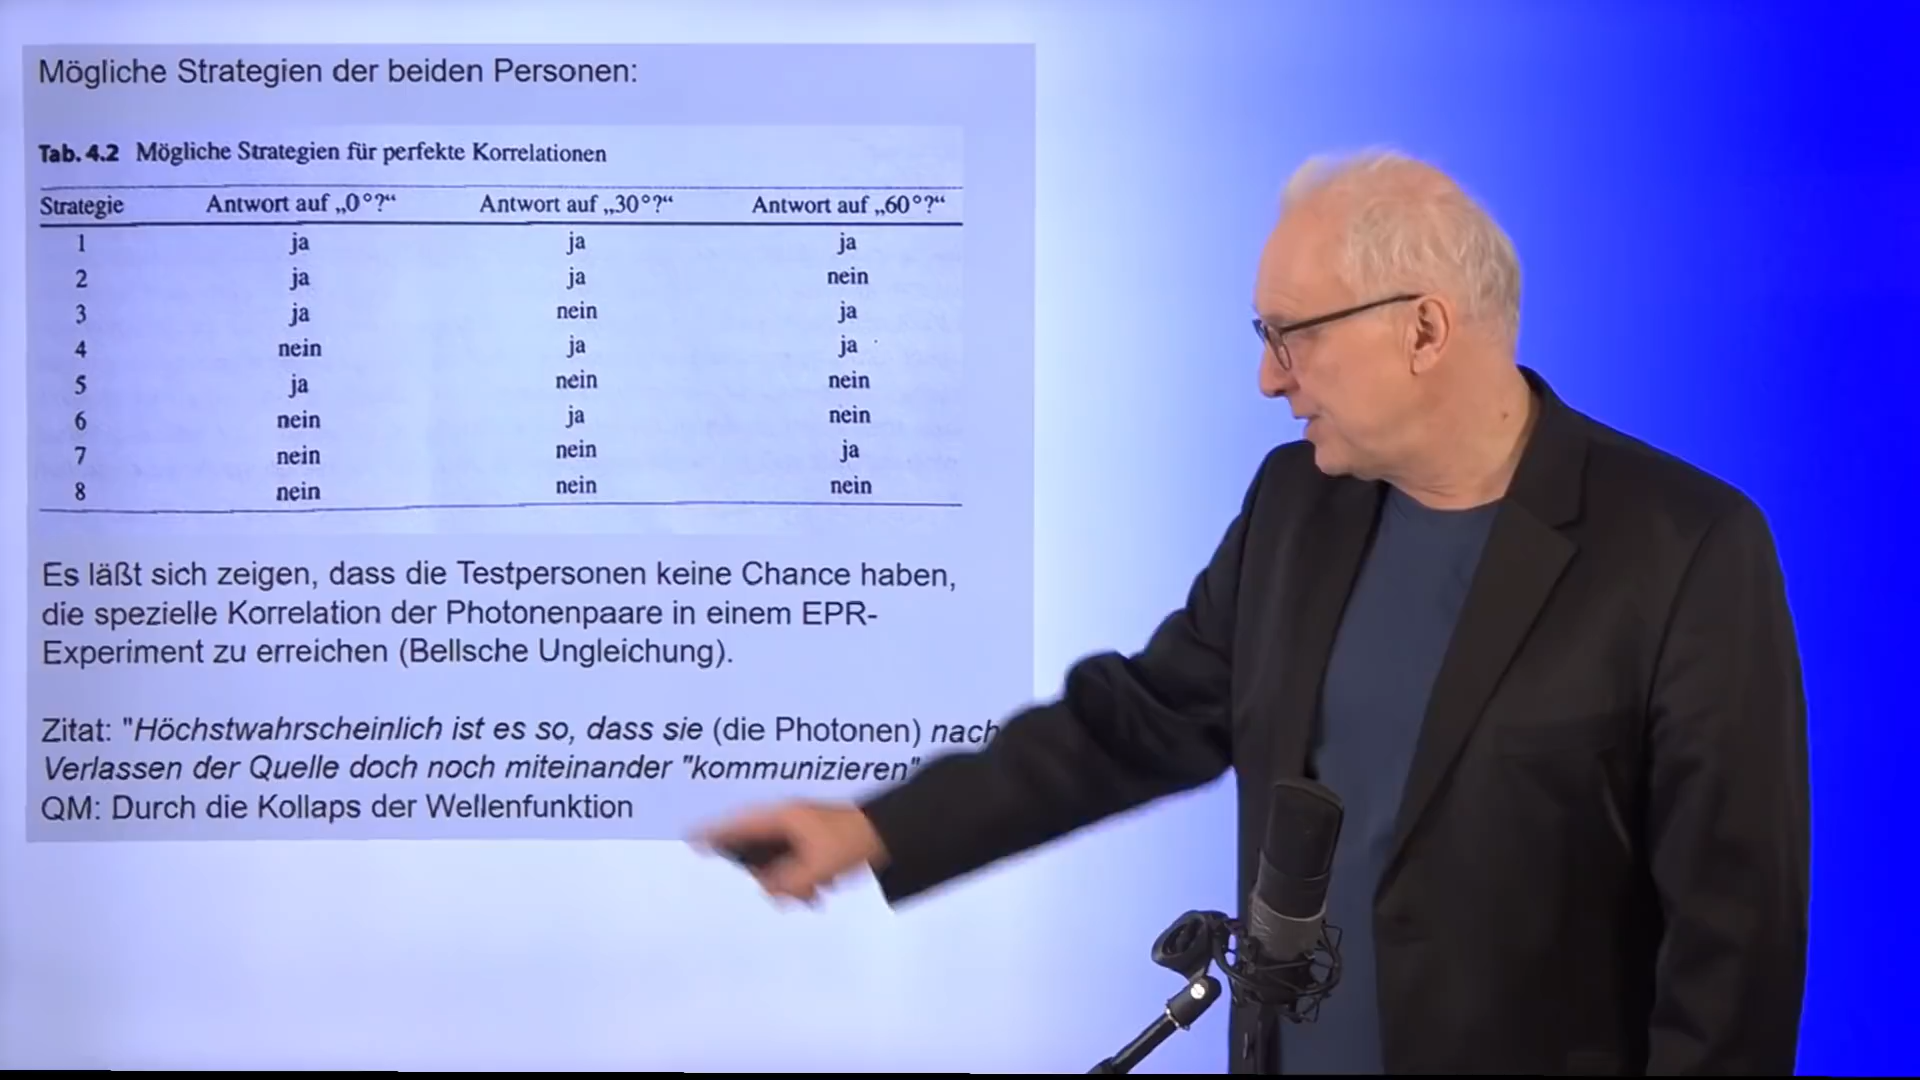 Mögliche Strategien der beiden Personen:
Tab. 4.2 Mögliche Strategien für perfekte Korrelationen
Strategie Antwort auf „0°?“ Antwort auf „30°?“ Antwort auf „60°?“
1 ja ja ja
2 ja ja nein
3 ja nein ja
4 nein ja ja
5 ja nein nein
6 nein ja nein
7 nein nein ja
8 nein nein nein
Es läßt sich zeigen, dass die Testpersonen keine Chance haben,
die spezielle Korrelation der Photonenpaare in einem EPR-
Experiment zu erreichen (Bellsche Ungleichung).
Zitat: "Höchstwahrscheinlich ist es so, dass sie (die Photonen) nach
Verlassen der Quelle doch noch miteinander "kommunizieren"
QM: Durch die Kollaps der Wellenfunktion